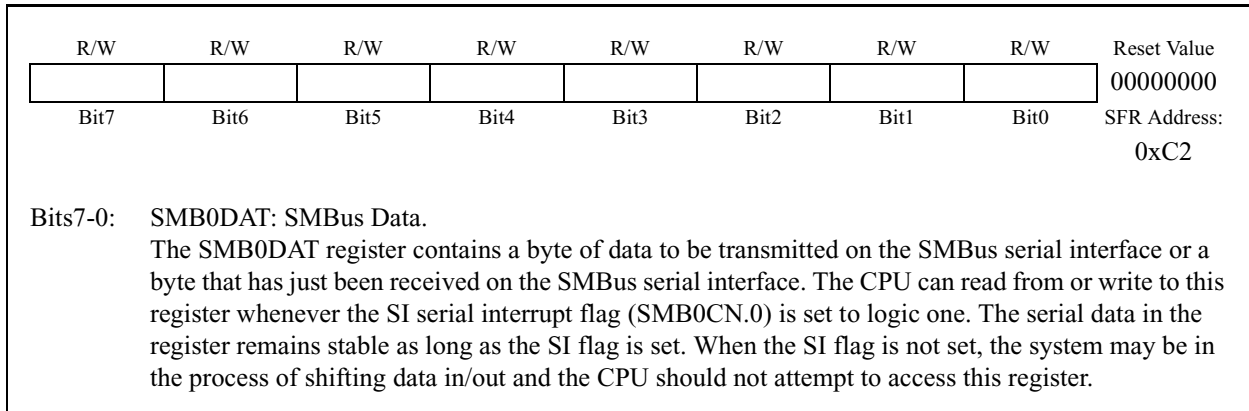 R/W R/W R/W R/W R/W R/W R/W R/W Reset Value
00000000
Bit7 Bit6 Bit5 Bit4 Bit3 Bit2 Bit1 Bit0 SFR Address:
0xC2
Bits7-0: SMB0DAT: SMBus Data.
The SMB0DAT register contains a byte of data to be transmitted on the SMBus serial interface or a
byte that has just been received on the SMBus serial interface. The CPU can read from or write to this
register whenever the SI serial interrupt flag (SMB0CN.0) is set to logic one. The serial data in the
register remains stable as long as the SI flag is set. When the SI flag is not set, the system may be in
the process of shifting data in/out and the CPU should not attempt to access this register.